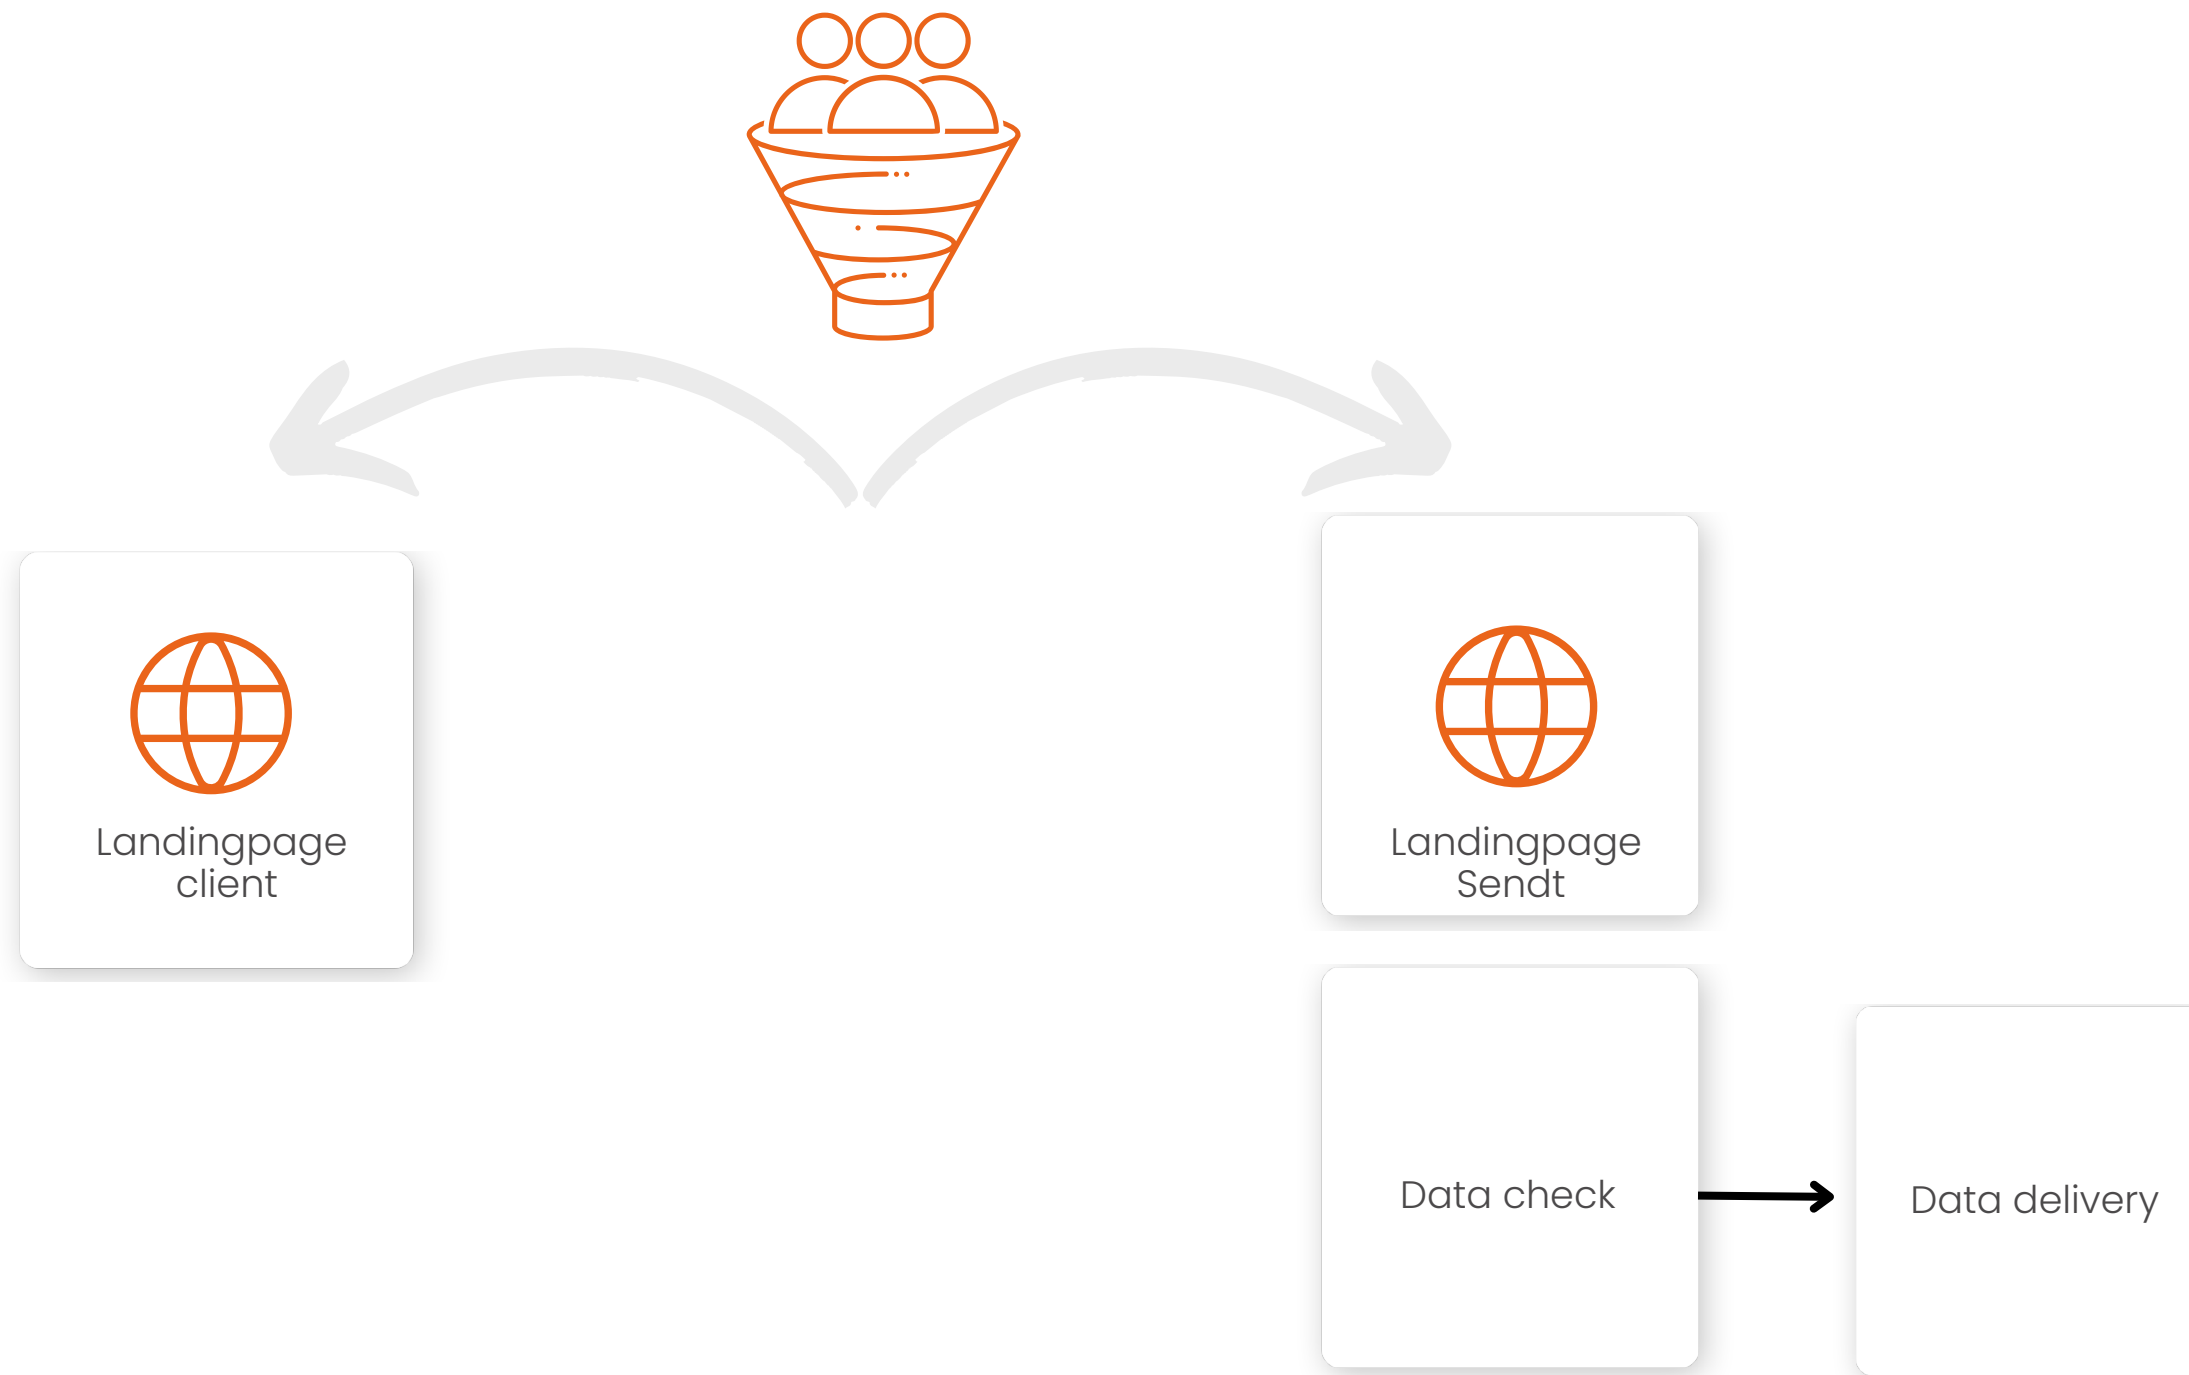 Landingpage
client
Landingpage
Sendt
Data check
Data delivery